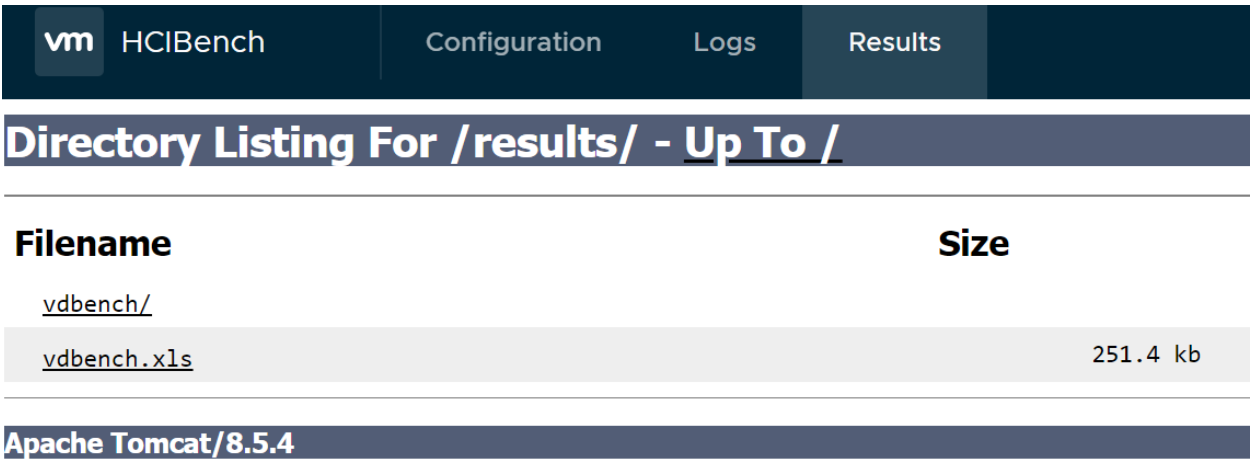 vm HCIBench Configuration Logs Results
Directory Listing For /results/ - Up To /
Filename Size
vdbench/
vdbench.xls 251.4 kb
Apache Tomcat/8.5.4